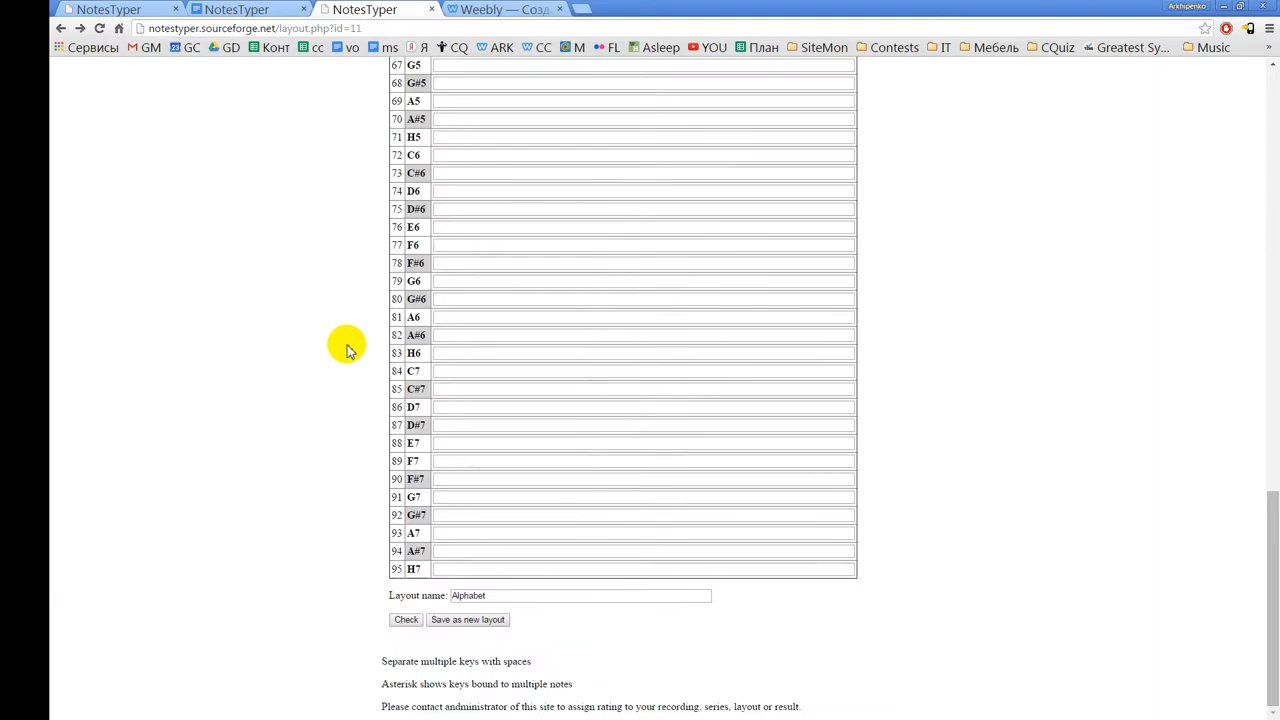 Arkhipenko
NotesTyper NotesTyper NotesTyper Weebly — Созд
notestyper.sourceforge.net/layout.php?id=11
Сервисы GM GC GD Конт cc vo ms Я CQ ARK CC M FL Asleep YOU План SiteMon Contests IT Мебель CQuiz Greatest Sy... Music
67 G5
68 G#5
69 A5
70 A#5
71 H5
72 C6
73 C#6
74 D6
75 D#6
76 E6
77 F6
78 F#6
79 G6
80 G#6
81 A6
82 A#6
83 H6
84 C7
85 C#7
86 D7
87 D#7
88 E7
89 F7
90 F#7
91 G7
92 G#7
93 A7
94 A#7
95 H7
Layout name: Alphabet
Check Save as new layout
Separate multiple keys with spaces
Asterisk shows keys bound to multiple notes
Please contact andministrator of this site to assign rating to your recording, series, layout or result.